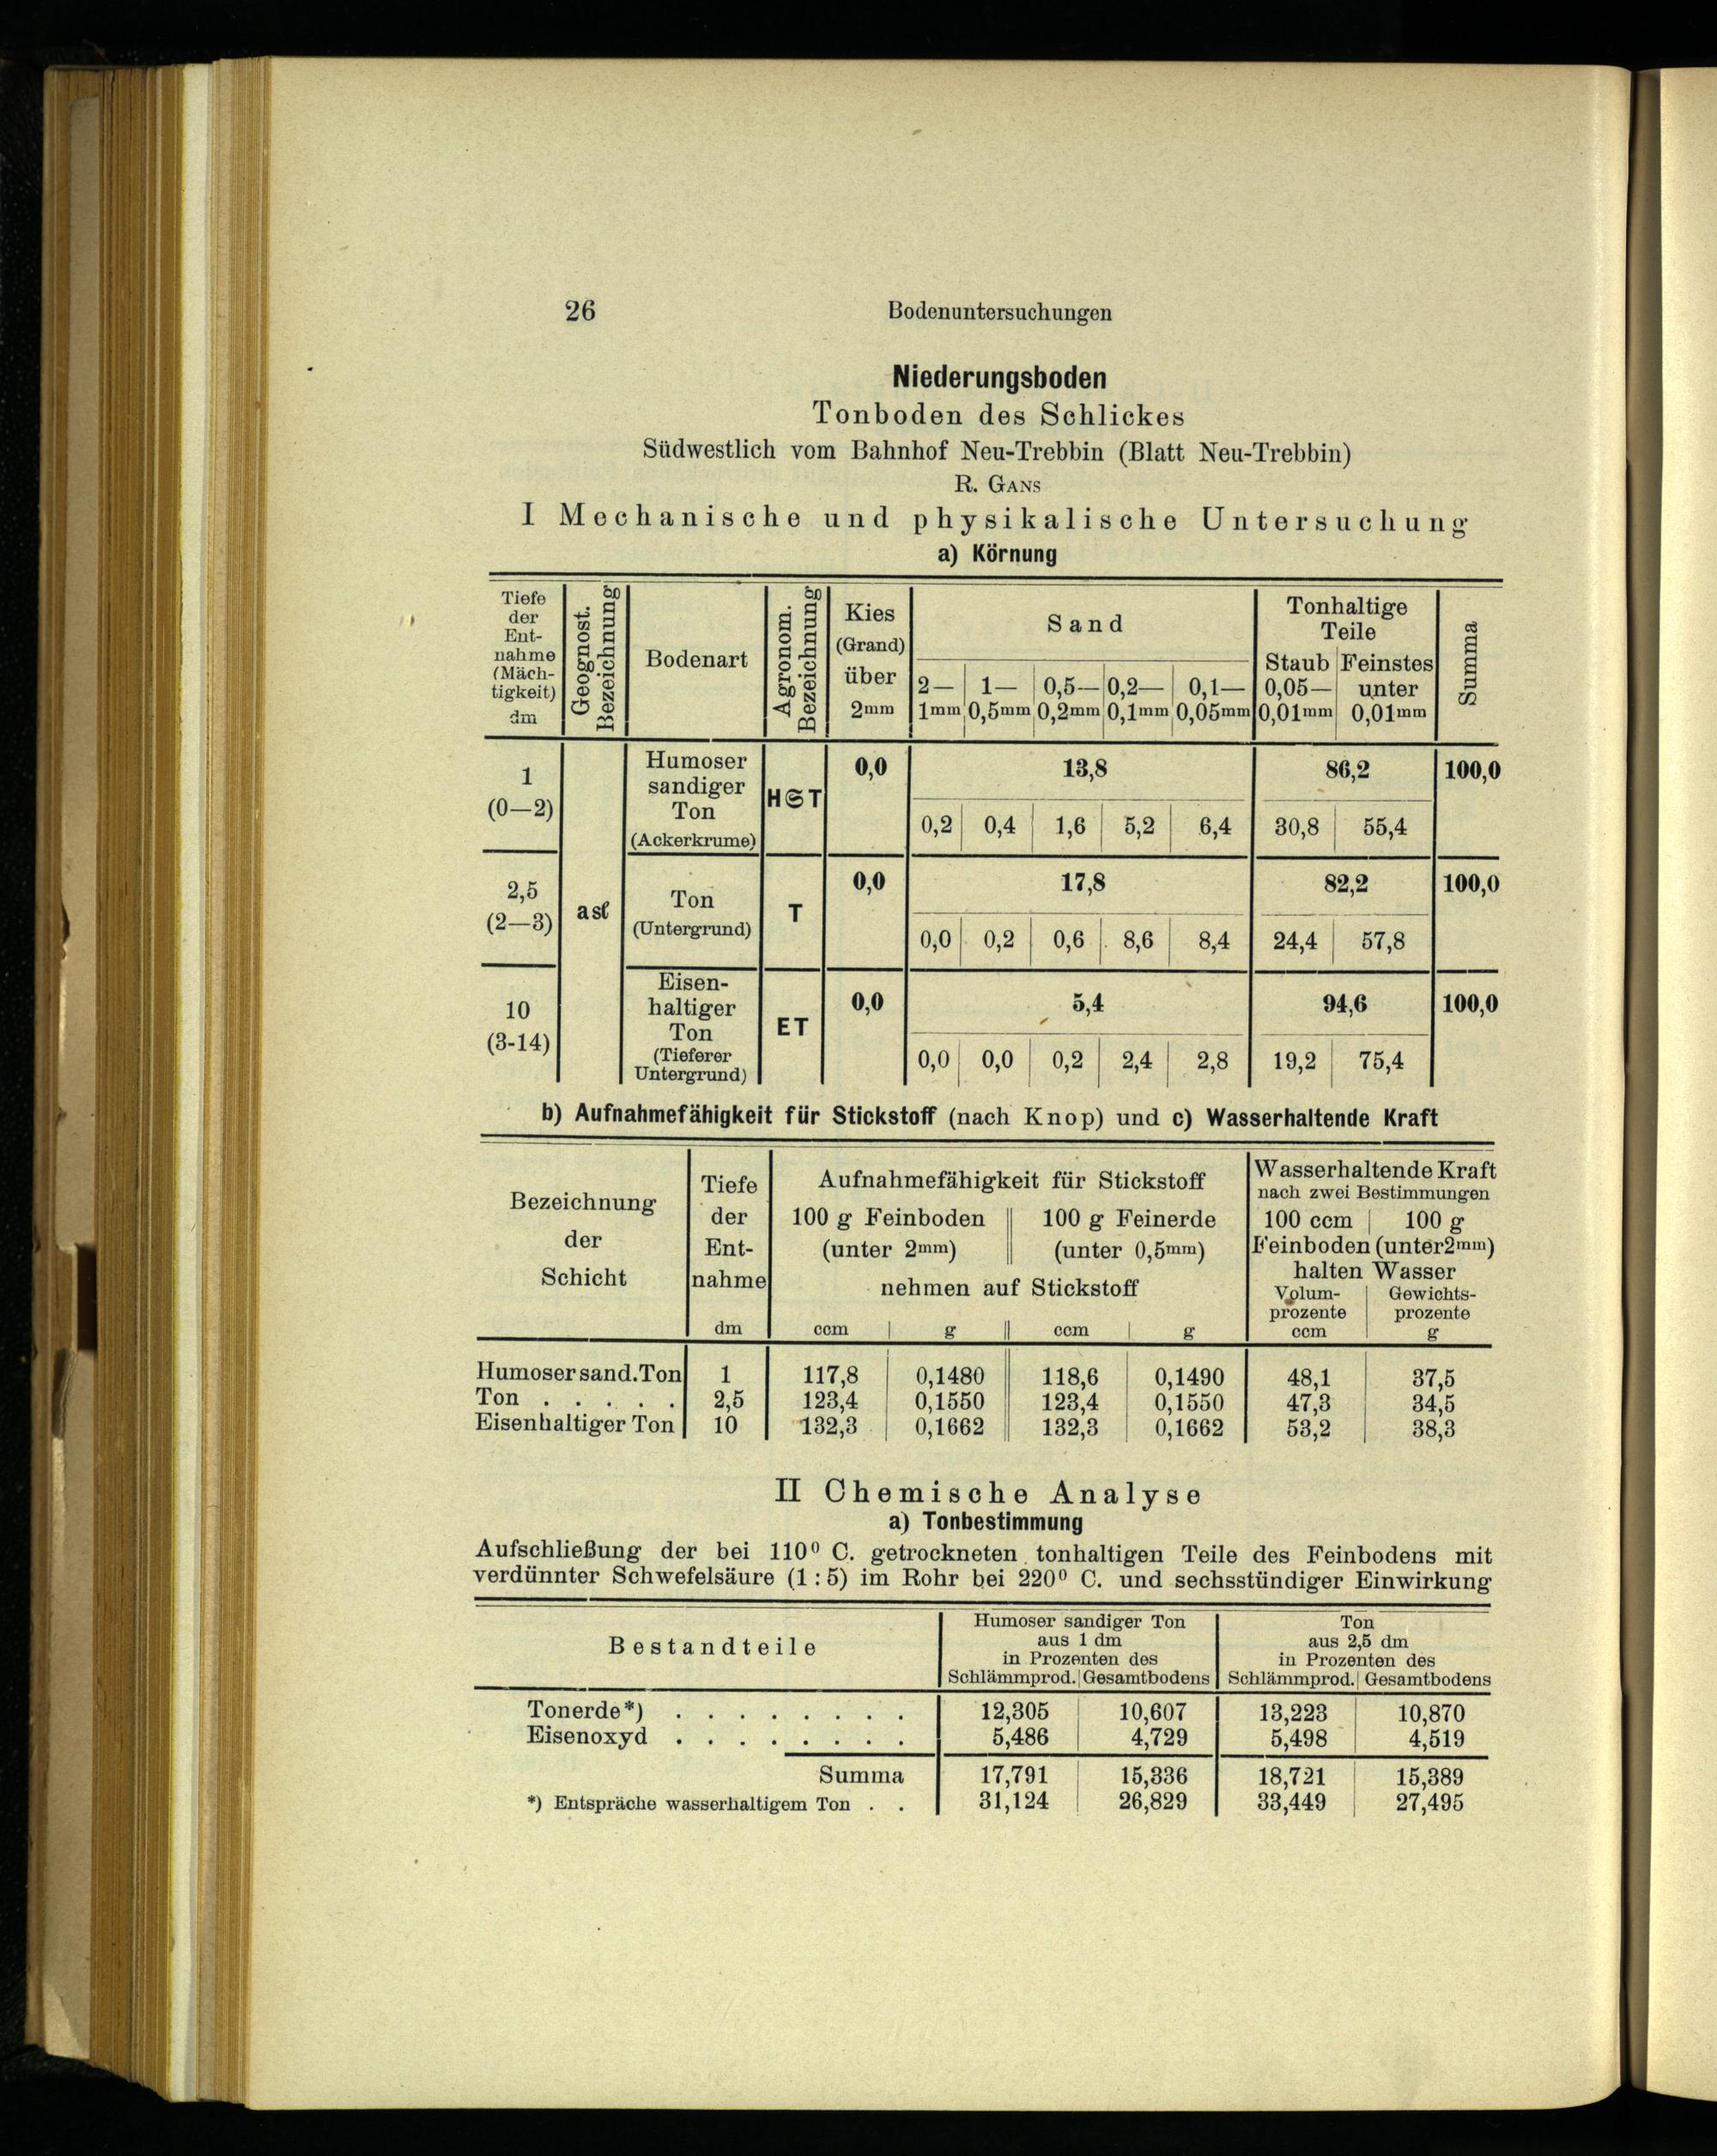 26 Bodenuntersuchungen
Niederungsboden
Tonboden des Schlickes
Südwestlich vom Bahnhof Neu-Trebbin (Blatt Neu-Trebbin)
R. Gans
I Mechanische und physikalische Untersuchung
a) Körnung
Tiefe der Ent- nahme (Mäch- tigkeit) dm | Geognost. Bezeichnung | Bodenart | Agronom. Bezeichnung | Kies (Grand) über 2mm | Sand | Tonhaltige Teile | Summa
Staub | Feinstes
2— | 1— | 0,5— | 0,2— | 0,1— | 0,05— | unter
1mm | 0,5mm | 0,2mm | 0,1mm | 0,05mm | 0,01mm | 0,01mm
1 (0—2) | Humoser sandiger Ton (Ackerkrume) | HST | 0,0 | 13,8 | 86,2 | 100,0
0,2 | 0,4 | 1,6 | 5,2 | 6,4 | 30,8 | 55,4
2,5 (2—3) | asf | Ton (Untergrund) | T | 0,0 | 17,8 | 82,2 | 100,0
0,0 | 0,2 | 0,6 | 8,6 | 8,4 | 24,4 | 57,8
10 (3-14) | Eisen- haltiger Ton (Tieferer Untergrund) | ET | 0,0 | 5,4 | 94,6 | 100,0
0,0 | 0,0 | 0,2 | 2,4 | 2,8 | 19,2 | 75,4
b) Aufnahmefähigkeit für Stickstoff (nach Knop) und c) Wasserhaltende Kraft
Bezeichnung der Schicht | Tiefe der Ent- nahme dm | Aufnahmefähigkeit für Stickstoff | Wasserhaltende Kraft
nach zwei Bestimmungen
100 g Feinboden || 100 g Feinerde | 100 ccm | 100 g
(unter 2mm) || (unter 0,5mm) | Feinboden (unter 2mm)
nehmen auf Stickstoff | halten Wasser
Volum- prozente | Gewichts- prozente
ccm | g || ccm | g | ccm | g
Humoser sand. Ton | 1 | 117,8 | 0,1480 | 118,6 | 0,1490 | 48,1 | 37,5
Ton . . . . . | 2,5 | 123,4 | 0,1550 | 123,4 | 0,1550 | 47,3 | 34,5
Eisenhaltiger Ton | 10 | 132,3 | 0,1662 | 132,3 | 0,1662 | 53,2 | 38,3
II Chemische Analyse
a) Tonbestimmung
Aufschließung der bei 110⁰ C. getrockneten tonhaltigen Teile des Feinbodens mit
verdünnter Schwefelsäure (1 : 5) im Rohr bei 220⁰ C. und sechsstündiger Einwirkung
Bestandteile | Humoser sandiger Ton | Ton
aus 1 dm | aus 2,5 dm
in Prozenten des | in Prozenten des
Schlämmprod. | Gesamtbodens | Schlämmprod. | Gesamtbodens
Tonerde*) . . . . . . . . | 12,305 | 10,607 | 13,223 | 10,870
Eisenoxyd . . . . . . . . | 5,486 | 4,729 | 5,498 | 4,519
Summa | 17,791 | 15,336 | 18,721 | 15,389
*) Entspräche wasserhaltigem Ton . . | 31,124 | 26,829 | 33,449 | 27,495